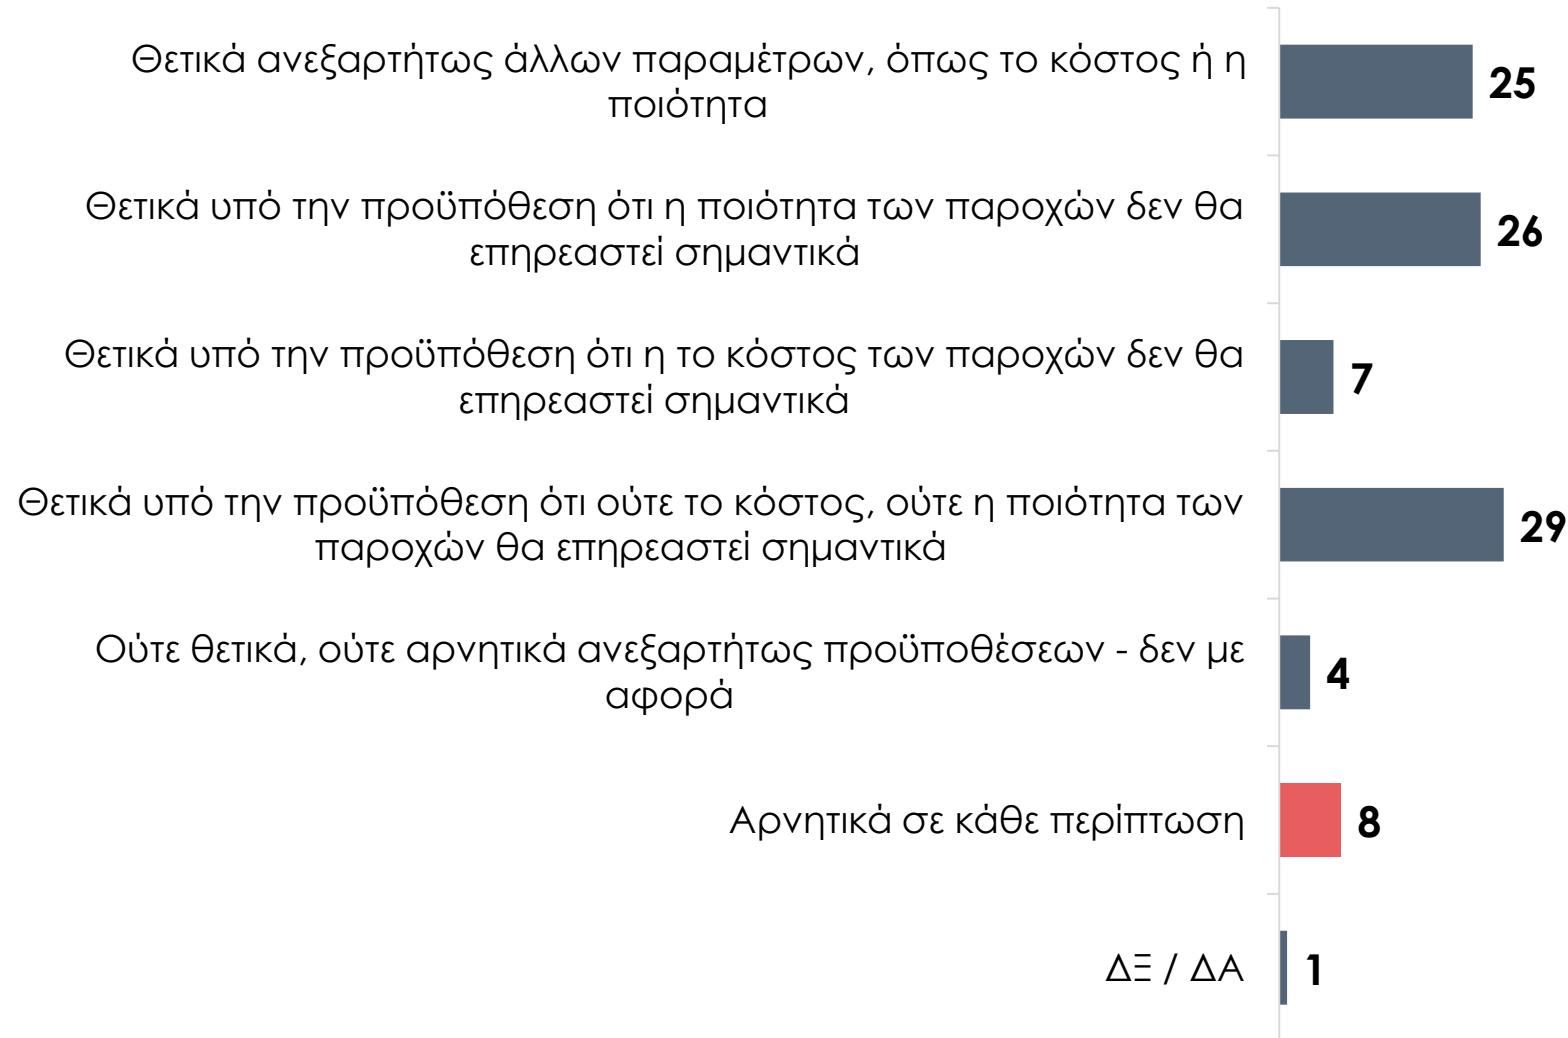 Θετικά ανεξαρτήτως άλλων παραμέτρων, όπως το κόστος ή η
ποιότητα
25
Θετικά υπό την προϋπόθεση ότι η ποιότητα των παροχών δεν θα
επηρεαστεί σημαντικά
26
Θετικά υπό την προϋπόθεση ότι η το κόστος των παροχών δεν θα
επηρεαστεί σημαντικά
7
Θετικά υπό την προϋπόθεση ότι ούτε το κόστος, ούτε η ποιότητα των
παροχών θα επηρεαστεί σημαντικά
29
Ούτε θετικά, ούτε αρνητικά ανεξαρτήτως προϋποθέσεων - δεν με
αφορά
4
Αρνητικά σε κάθε περίπτωση
8
ΔΞ / ΔΑ
1